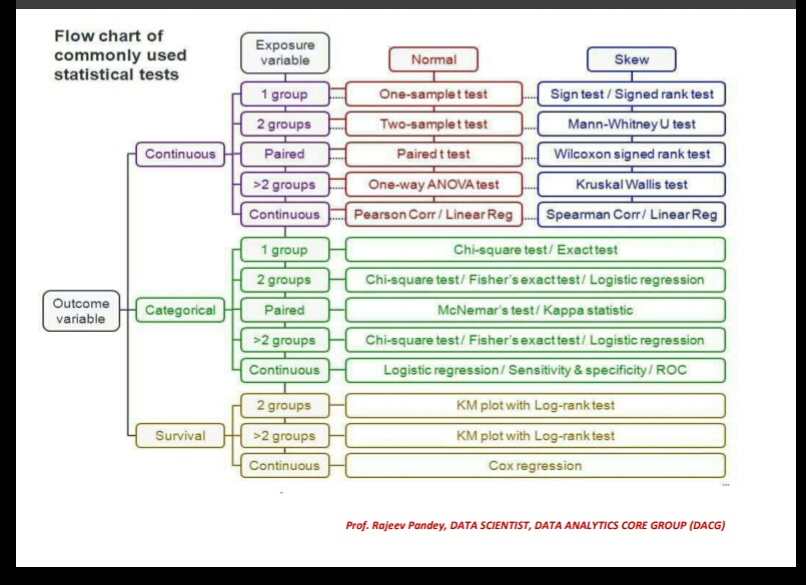 Flow chart of
commonly used
statistical tests
Exposure
variable
Normal
Skew
1 group
One-sample t test
Sign test / Signed rank test
2 groups
Two-sample t test
Mann-Whitney U test
Continuous
Paired
Paired t test
Wilcoxon signed rank test
>2 groups
One-way ANOVA test
Kruskal Wallis test
Continuous
Pearson Corr / Linear Reg
Spearman Corr / Linear Reg
1 group
Chi-square test / Exact test
2 groups
Chi-square test / Fisher's exact test / Logistic regression
Outcome
variable
Categorical
Paired
McNemar's test / Kappa statistic
>2 groups
Chi-square test / Fisher's exact test / Logistic regression
Continuous
Logistic regression / Sensitivity & specificity / ROC
2 groups
KM plot with Log-rank test
Survival
>2 groups
KM plot with Log-rank test
Continuous
Cox regression
...
Prof. Rajeev Pandey, DATA SCIENTIST, DATA ANALYTICS CORE GROUP (DACG)